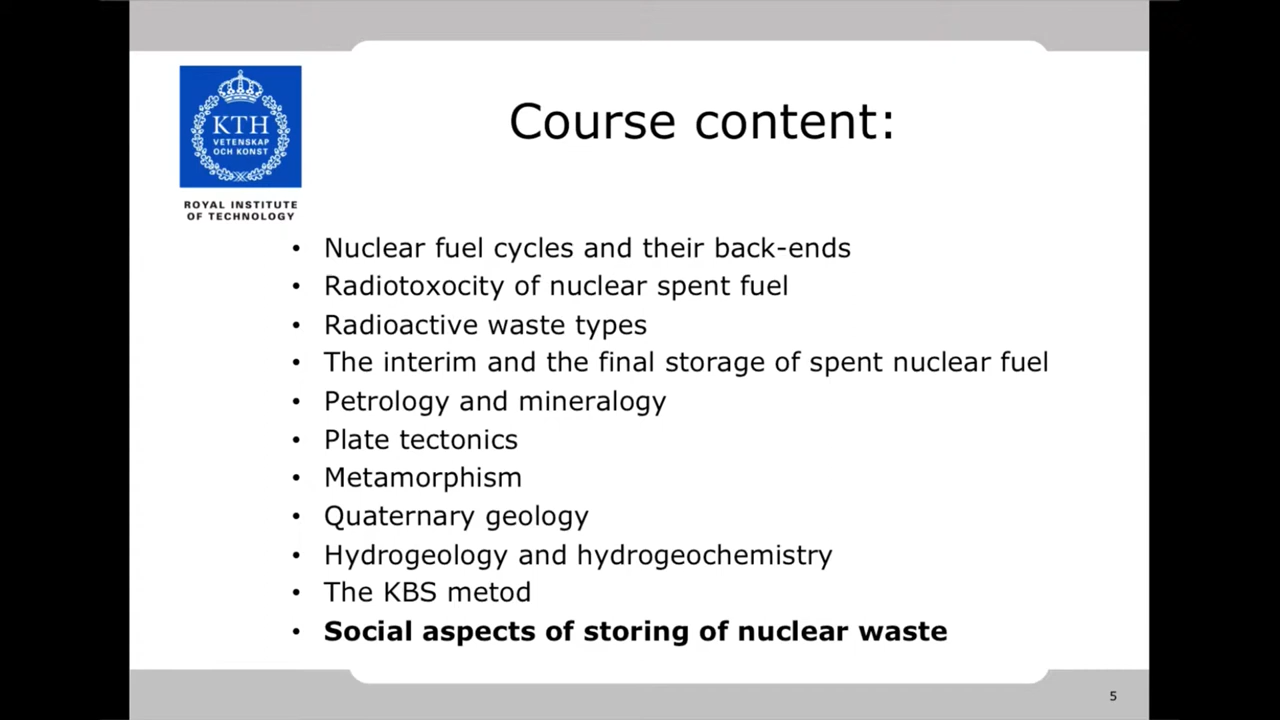 KTH
VETENSKAP
OCH KONST
ROYAL INSTITUTE
OF TECHNOLOGY
Course content:
• Nuclear fuel cycles and their back-ends
• Radiotoxocity of nuclear spent fuel
• Radioactive waste types
• The interim and the final storage of spent nuclear fuel
• Petrology and mineralogy
• Plate tectonics
• Metamorphism
• Quaternary geology
• Hydrogeology and hydrogeochemistry
• The KBS metod
• Social aspects of storing of nuclear waste
5